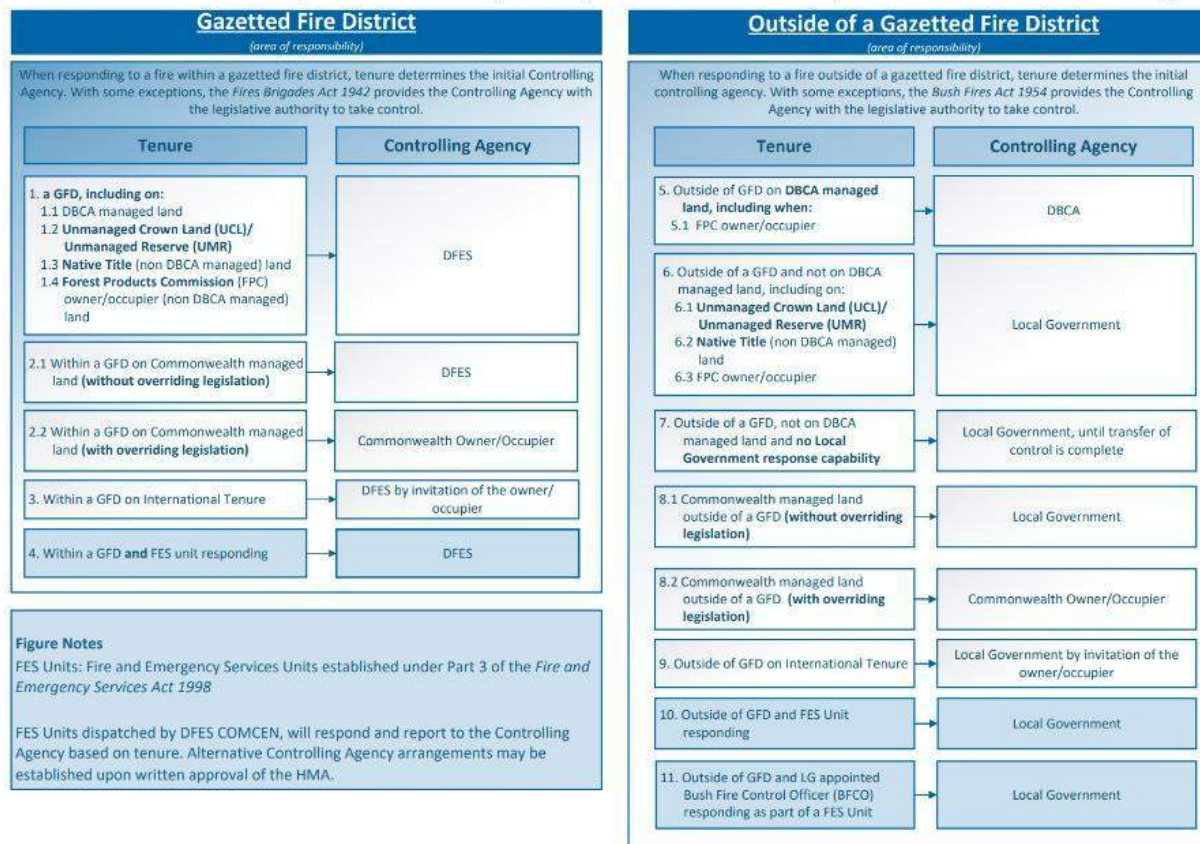 Gazetted Fire District
(area of responsibility)
When responding to a fire within a gazetted fire district, tenure determines the initial Controlling
Agency. With some exceptions, the Fires Brigades Act 1942 provides the Controlling Agency with
the legislative authority to take control.
Tenure
Controlling Agency
1. a GFD, including on:
1.1 DBCA managed land
1.2 Unmanaged Crown Land (UCL)/
Unmanaged Reserve (UMR)
1.3 Native Title (non DBCA managed) land
1.4 Forest Products Commission (FPC)
owner/occupier (non DBCA managed)
land
DFES
2.1 Within a GFD on Commonwealth managed
land (without overriding legislation)
DFES
2.2 Within a GFD on Commonwealth managed
land (with overriding legislation)
Commonwealth Owner/Occupier
3. Within a GFD on International Tenure
DFES by invitation of the owner/
occupier
4. Within a GFD and FES unit responding
DFES
Figure Notes
FES Units: Fire and Emergency Services Units established under Part 3 of the Fire and
Emergency Services Act 1998
FES Units dispatched by DFES COMCEN, will respond and report to the Controlling
Agency based on tenure. Alternative Controlling Agency arrangements may be
established upon written approval of the HMA.
Outside of a Gazetted Fire District
(area of responsibility)
When responding to a fire outside of a gazetted fire district, tenure determines the initial
controlling agency. With some exceptions, the Bush Fires Act 1954 provides the Controlling
Agency with the legislative authority to take control.
Tenure
Controlling Agency
5. Outside of GFD on DBCA managed
land, including when:
5.1 FPC owner/occupier
DBCA
6. Outside of a GFD and not on DBCA
managed land, including on:
6.1 Unmanaged Crown Land (UCL)/
Unmanaged Reserve (UMR)
6.2 Native Title (non DBCA managed)
land
6.3 FPC owner/occupier
Local Government
7. Outside of a GFD, not on DBCA
managed land and no Local
Government response capability
Local Government, until transfer of
control is complete
8.1 Commonwealth managed land
outside of a GFD (without overriding
legislation)
Local Government
8.2 Commonwealth managed land
outside of a GFD (with overriding
legislation)
Commonwealth Owner/Occupier
9. Outside of GFD on International Tenure
Local Government by invitation of the
owner/occupier
10. Outside of GFD and FES Unit
responding
Local Government
11. Outside of GFD and LG appointed
Bush Fire Control Officer (BFCO)
responding as part of a FES Unit
Local Government